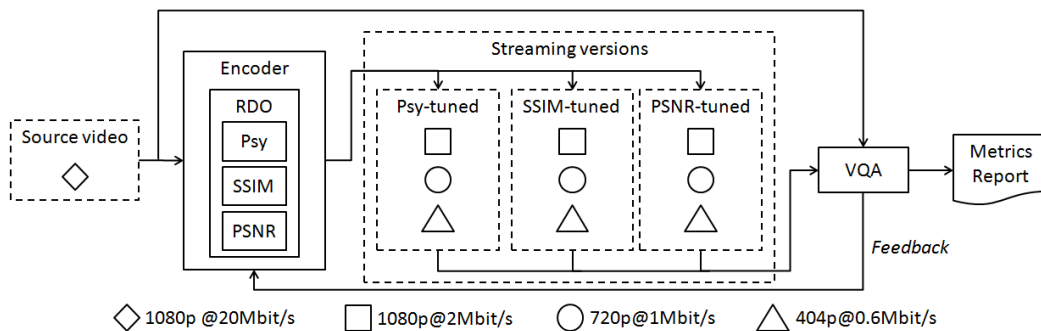 Streaming versions
Encoder
RDO
Psy
SSIM
PSNR
Source video
Psy-tuned
SSIM-tuned
PSNR-tuned
VQA
Metrics
Report
Feedback
1080p @20Mbit/s
1080p@2Mbit/s
720p@1Mbit/s
404p@0.6Mbit/s